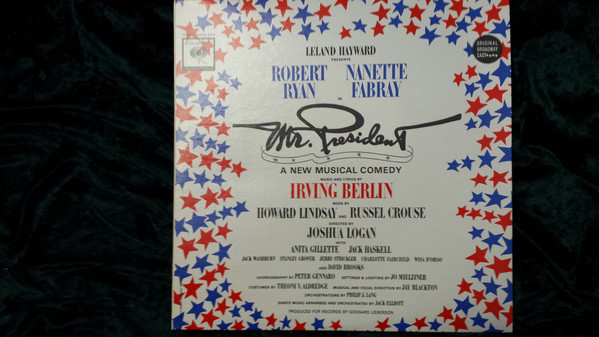 LELAND HAYWARD
PRESENTS
ROBERT RYAN
NANETTE FABRAY
IN
Mr. President
A NEW MUSICAL COMEDY
MUSIC AND LYRICS BY
IRVING BERLIN
BOOK BY
HOWARD LINDSAY AND RUSSEL CROUSE
DIRECTED BY
JOSHUA LOGAN
WITH
ANITA GILLETTE JACK HASKELL
JACK WASHBURN STANLEY GROVER JERRY STRICKLER CHARLOTTE FAIRCHILD WISA D'ORSO
AND DAVID BROOKS
CHOREOGRAPHY BY PETER GENNARO SETTINGS & LIGHTING BY JO MIELZINER
COSTUMES BY THEONI V. ALDREDGE MUSICAL AND VOCAL DIRECTION BY JAY BLACKTON
ORCHESTRATIONS BY PHILIP J. LANG
DANCE MUSIC ARRANGED AND ORCHESTRATED BY JACK ELLIOTT
PRODUCED FOR RECORDS BY GODDARD LIEBERSON
ORIGINAL
BROADWAY
CAST